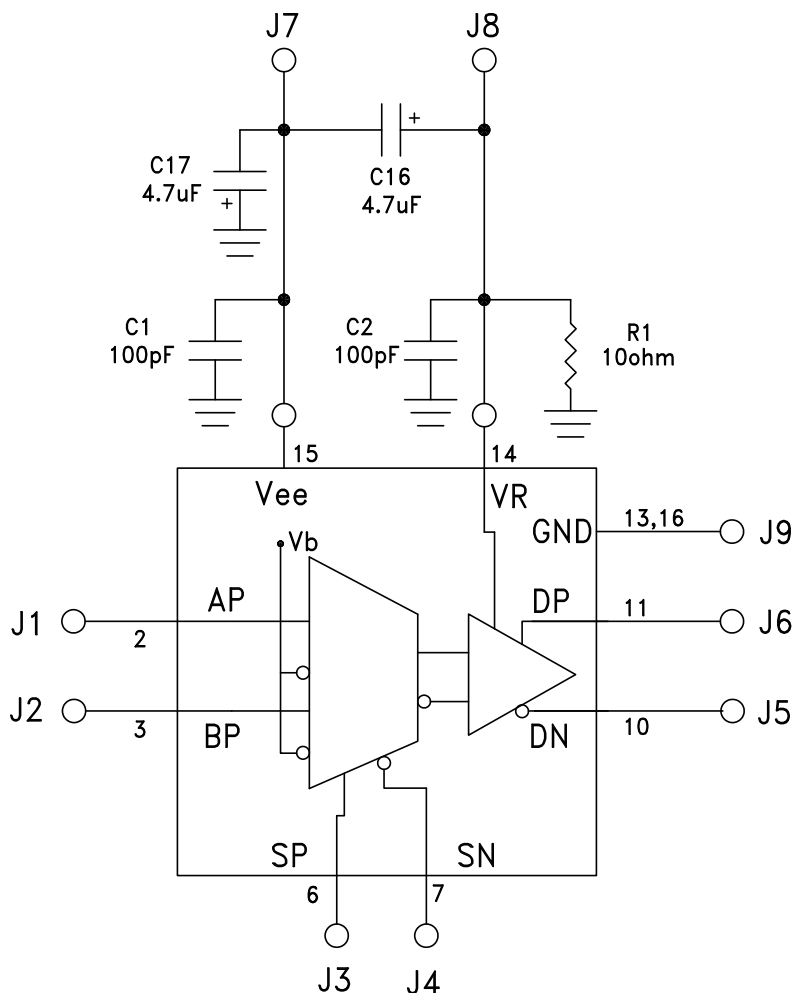 J7
J8
C17
4.7uF
+
+
C16
4.7uF
C1
100pF
C2
100pF
R1
10ohm
15
14
Vee
VR
GND
13,16
J9
Vb
J1
2
AP
DP
11
J6
J2
3
BP
DN
10
J5
SP
SN
6
7
J3
J4